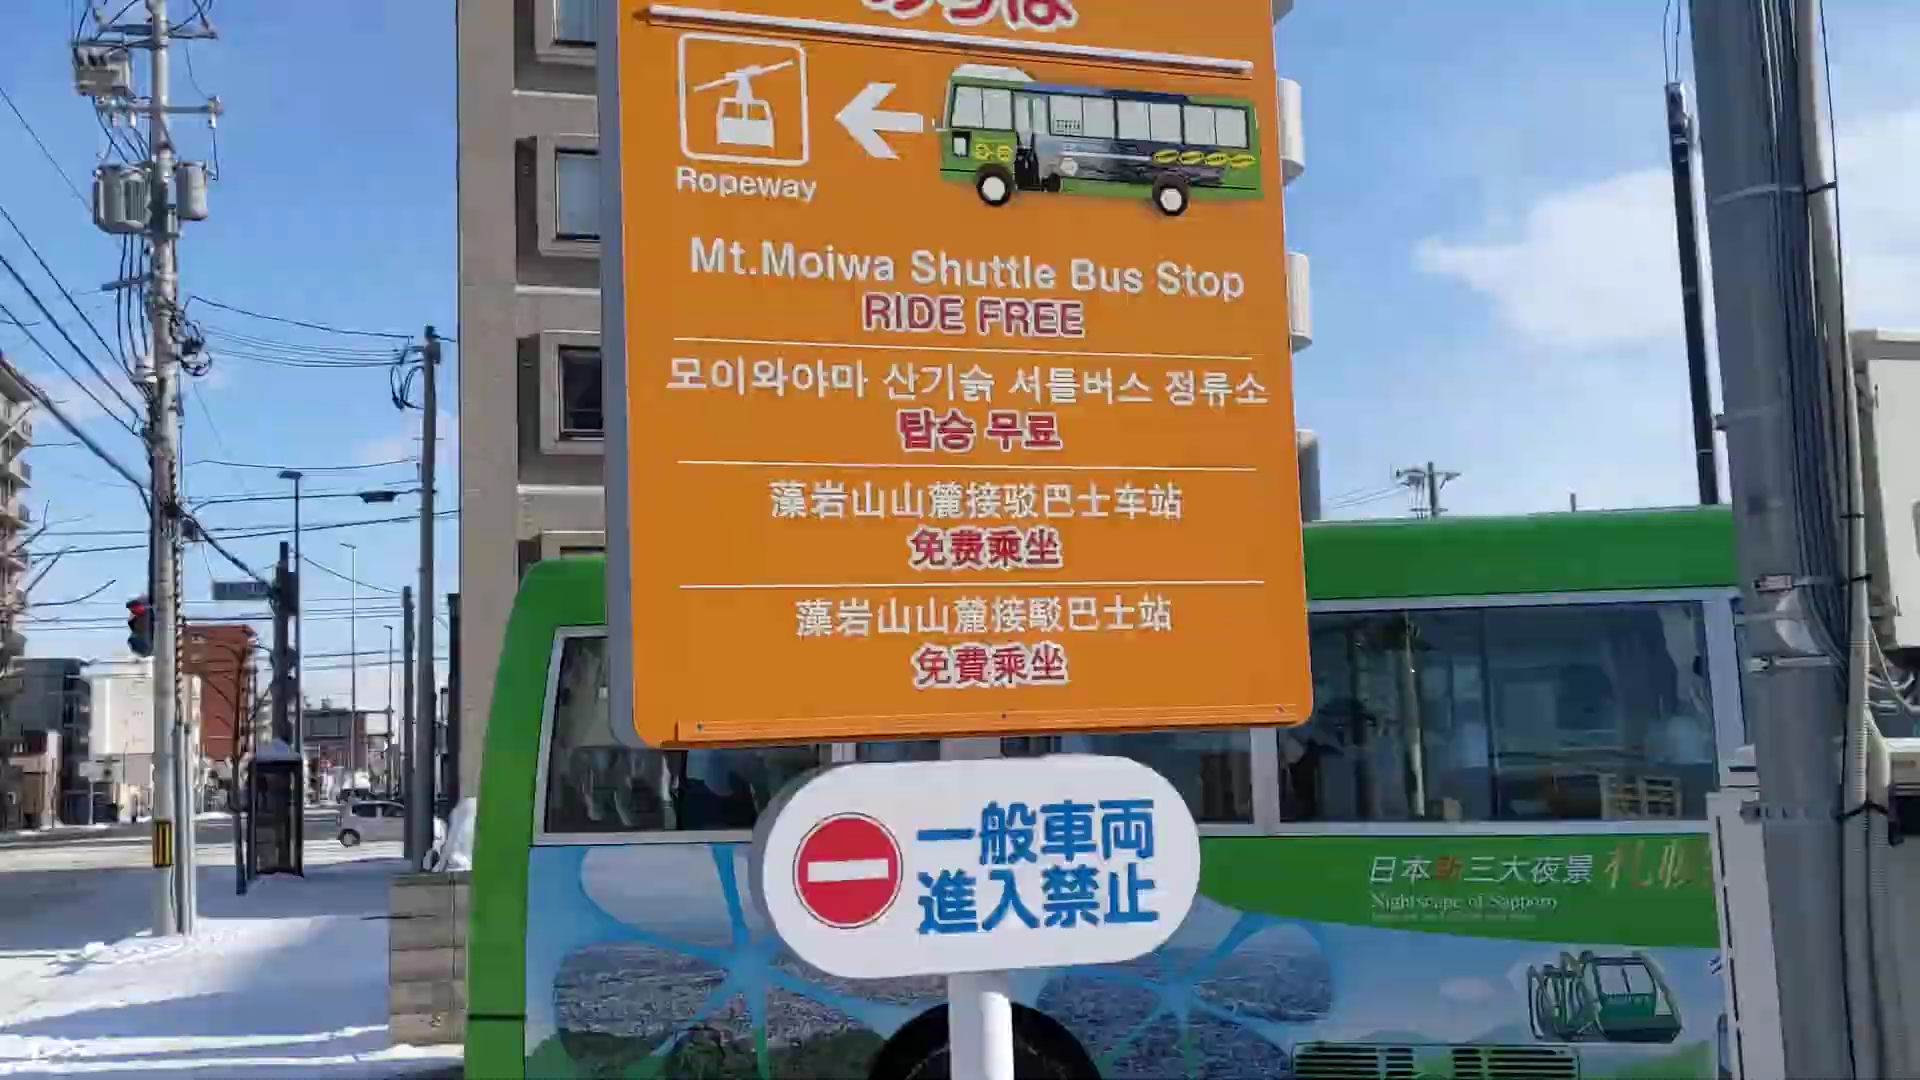 Ropeway
Mt.Moiwa Shuttle Bus Stop
RIDE FREE
모이와야마 산기슭 셔틀버스 정류소
탑승 무료
藻岩山山麓接驳巴士车站
免费乘坐
藻岩山山麓接駁巴士站
免費乘坐
一般車両
進入禁止
日本新三大夜景 札幌
Nightscape of Sapporo